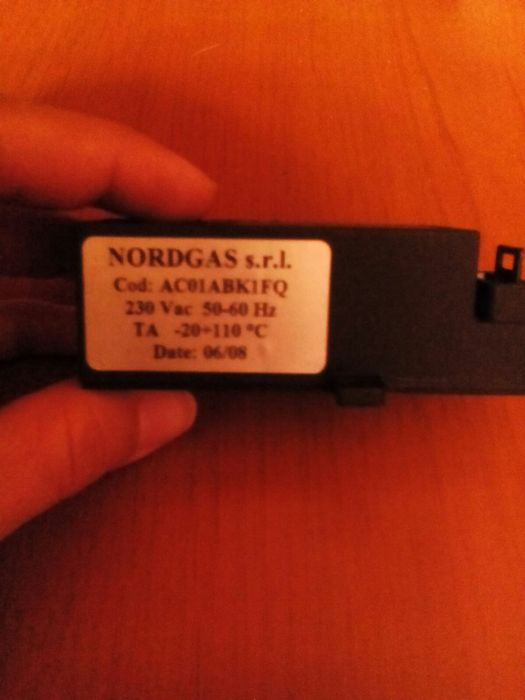 NORDGAS s.r.l.
Cod: AC01ABK1FQ
230 Vac 50-60 Hz
TA -20+110 °C
Date: 06/08